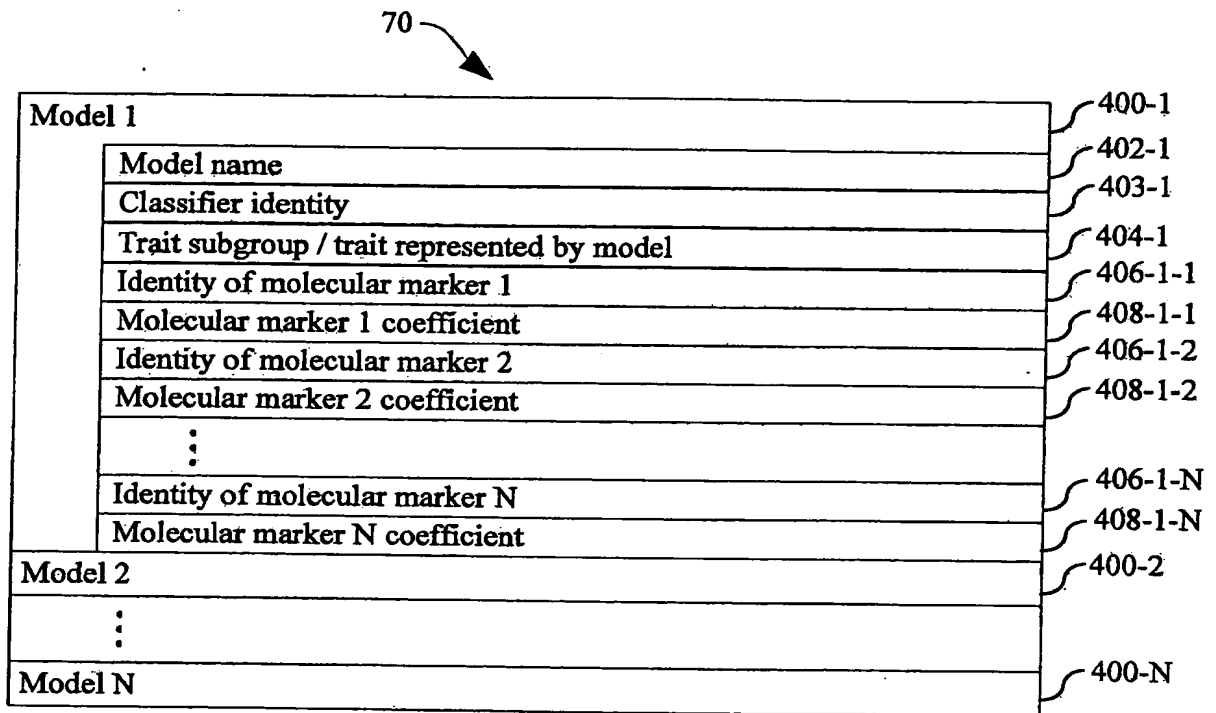 70
Model 1 400-1
Model name 402-1
Classifier identity 403-1
Trait subgroup / trait represented by model 404-1
Identity of molecular marker 1 406-1-1
Molecular marker 1 coefficient 408-1-1
Identity of molecular marker 2 406-1-2
Molecular marker 2 coefficient 408-1-2
Identity of molecular marker N 406-1-N
Molecular marker N coefficient 408-1-N
Model 2 400-2
Model N 400-N